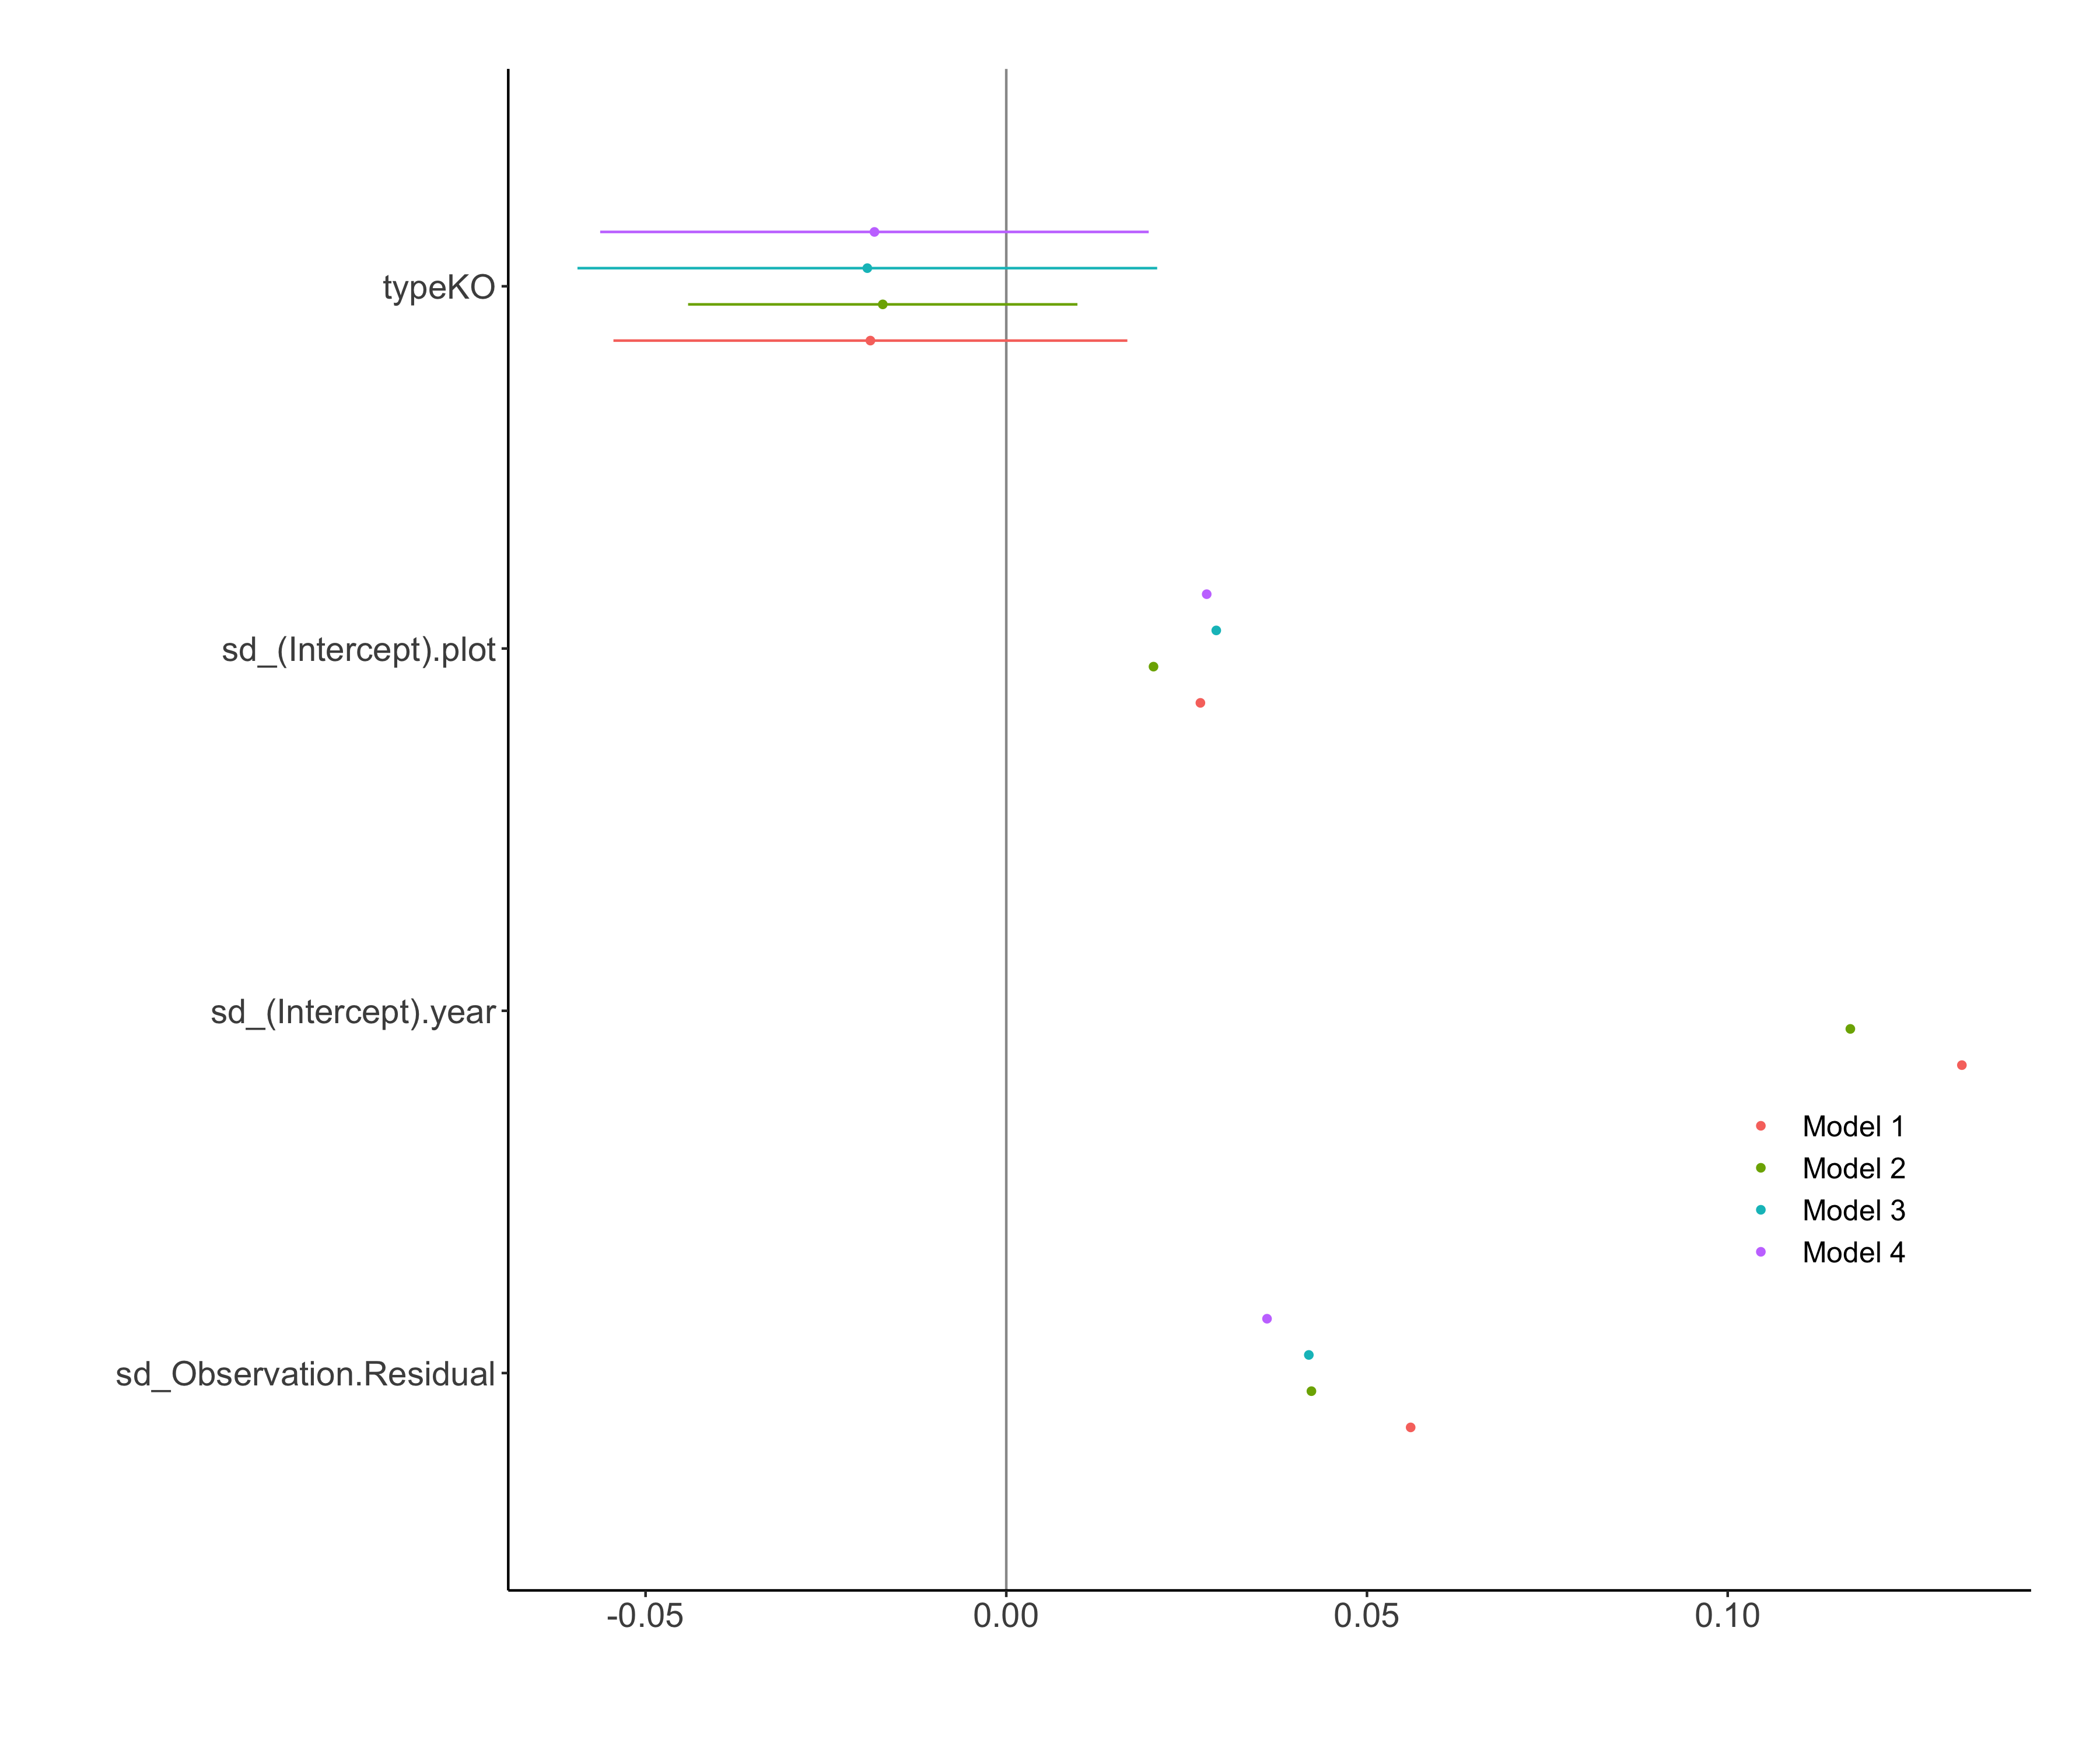 typeKO
sd_(Intercept).plot
sd_(Intercept).year
Model 1
Model 2
Model 3
Model 4
sd_Observation.Residual
-0.05
0.00
0.05
0.10